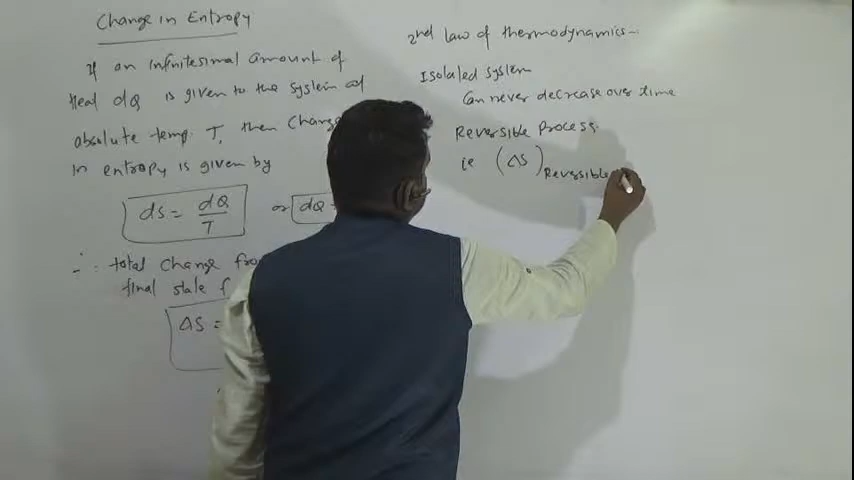 Change in Entropy
If an infinitesimal amount of
Heat dQ is given to the system at
absolute temp. T, then Change
in entropy is given by
dS = dQ / T or dQ
∴ total change
final state
ΔS =
2nd law of thermodynamics -
Isolated system
Can never decrease over time
Reversible Process
ie (ΔS) Reversible